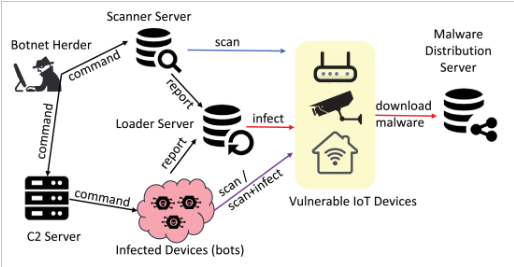 Scanner Server
Botnet Herder
command
scan
Malware
Distribution
Server
report
command
Loader Server
infect
download
malware
report
command
scan /
scan+infect
C2 Server
Infected Devices (bots)
Vulnerable IoT Devices